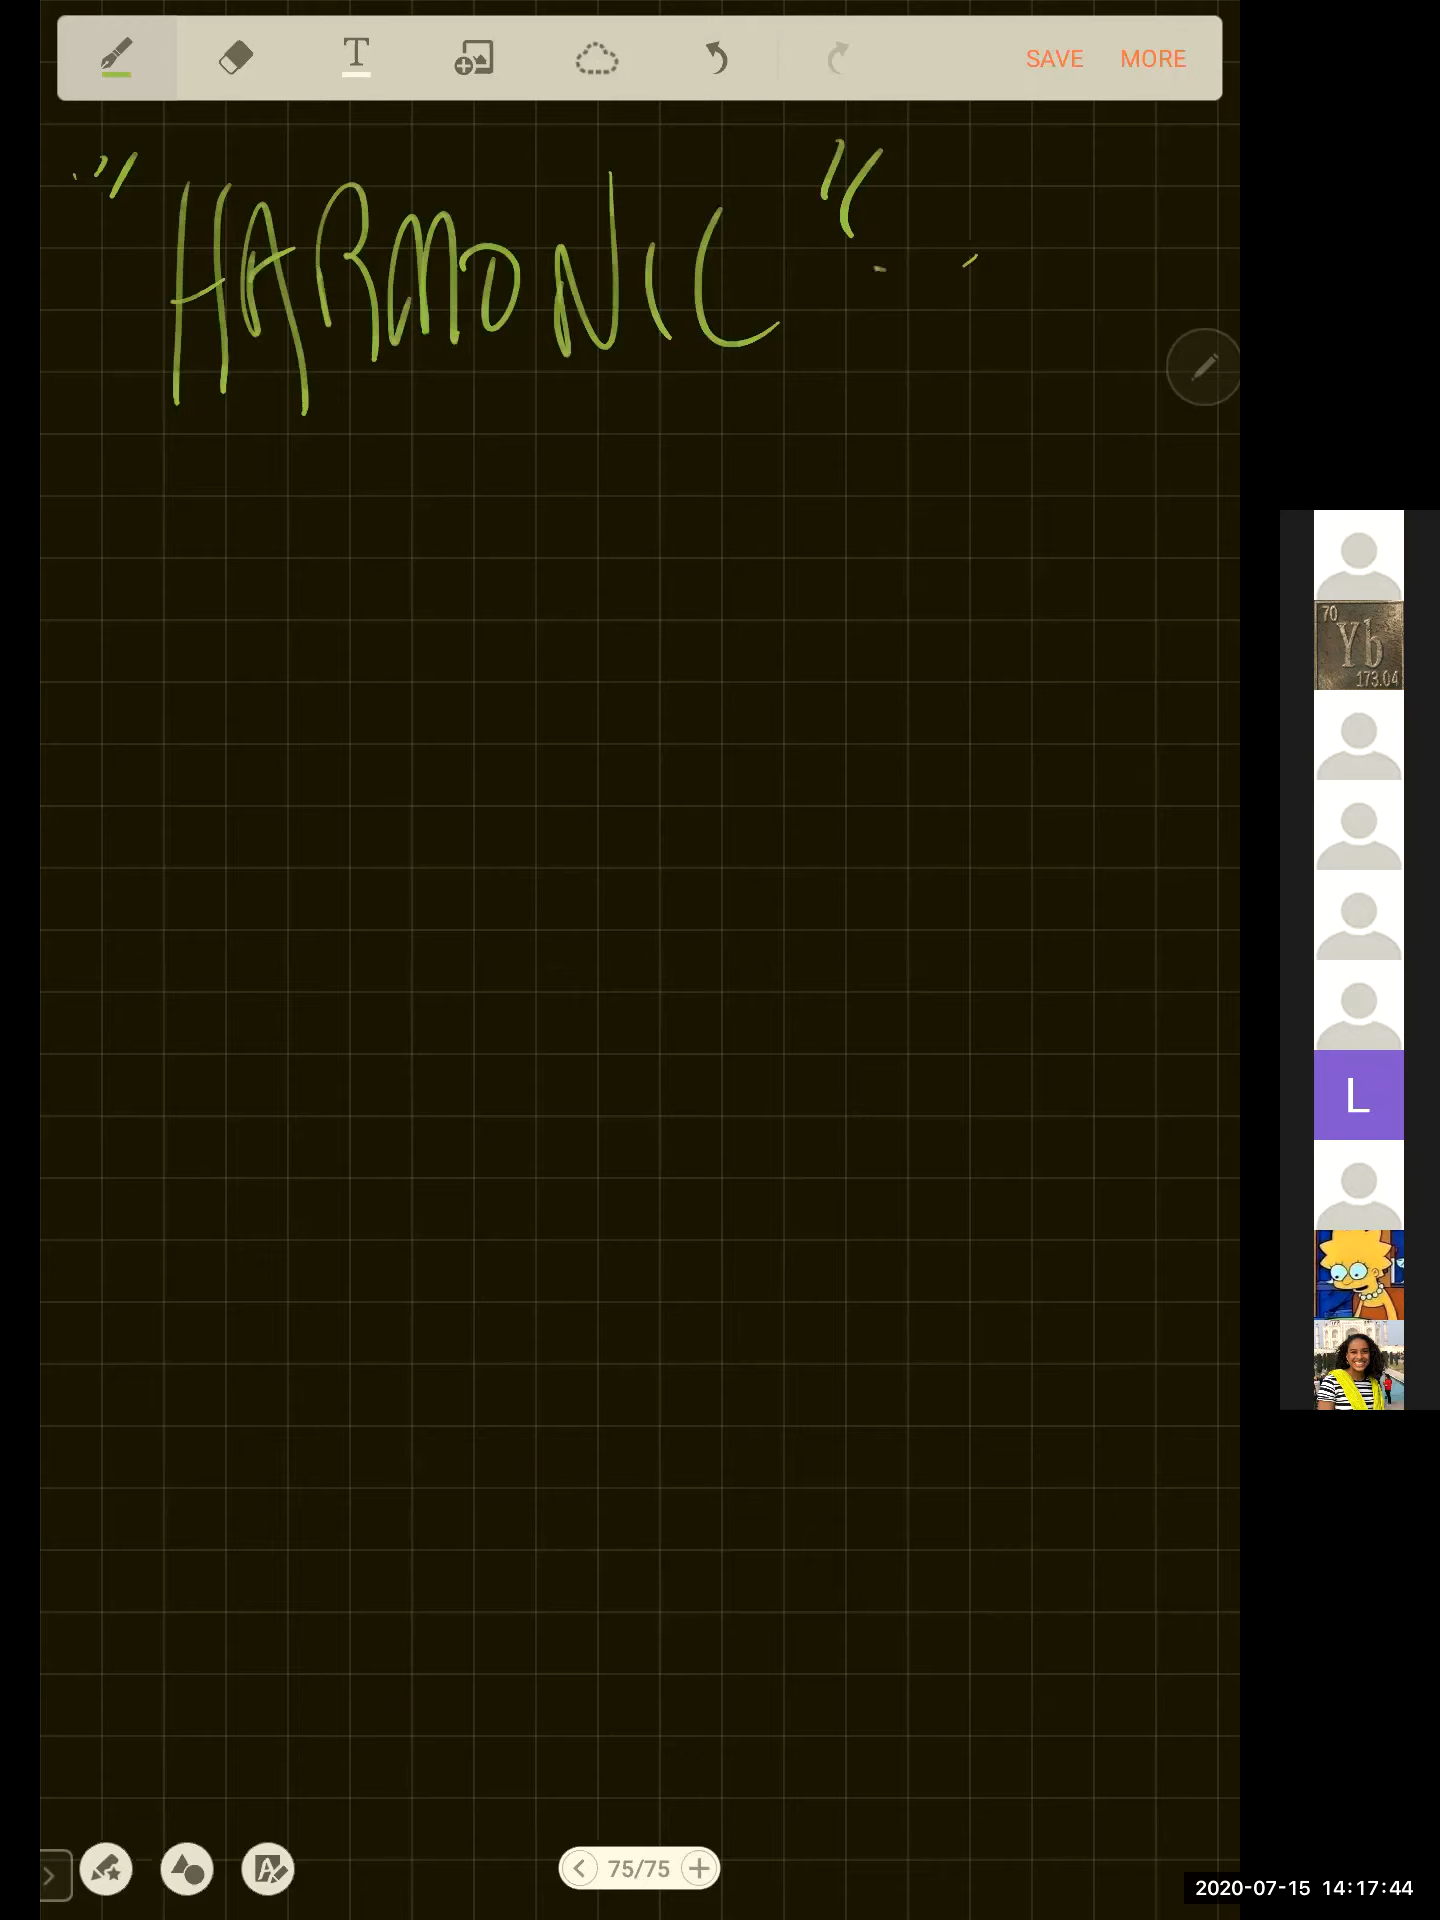 T
SAVE MORE
"HARMONIC"
70
Yb
173.04
L
A
75/75
2020-07-15 14:17:44